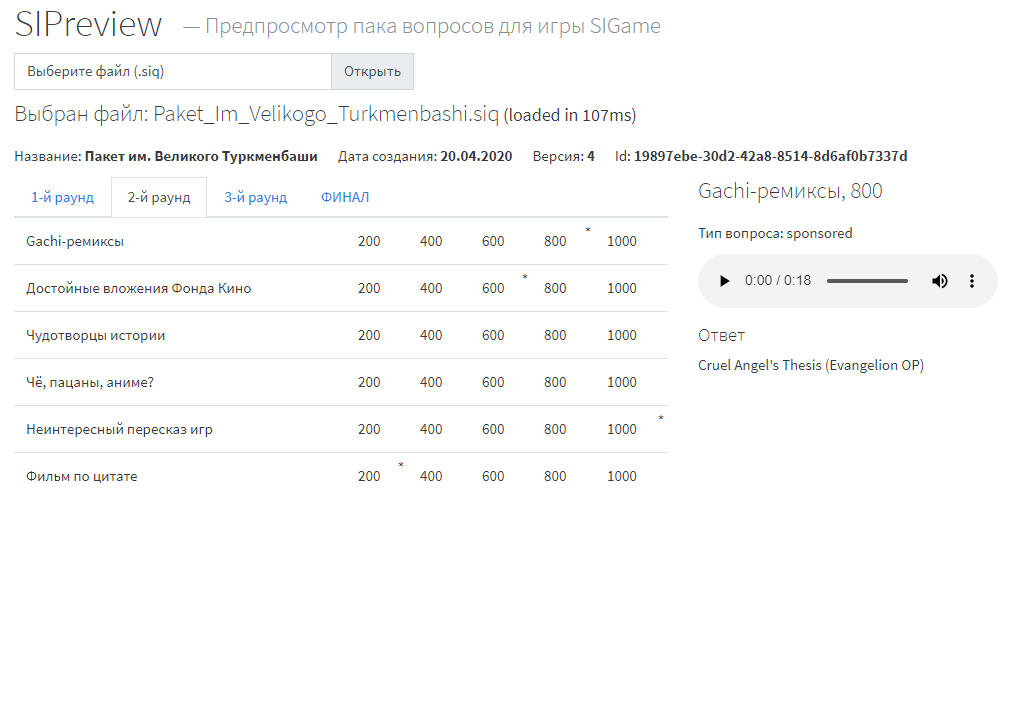 SIPreview — Предпросмотр пака вопросов для игры SIGame
Выберите файл (.siq) Открыть
Выбран файл: Paket_Im_Velikogo_Turkmenbashi.siq (loaded in 107ms)
Название: Пакет им. Великого Туркменбаши Дата создания: 20.04.2020 Версия: 4 Id: 19897ebe-30d2-42a8-8514-8d6af0b7337d
1-й раунд 2-й раунд 3-й раунд ФИНАЛ
Gachi-ремиксы 200 400 600 800 * 1000
Достойные вложения Фонда Кино 200 400 600 * 800 1000
Чудотворцы истории 200 400 600 800 1000
Чё, пацаны, аниме? 200 400 600 800 1000
Неинтересный пересказ игр 200 400 600 800 1000 *
Фильм по цитате 200 * 400 600 800 1000
Gachi-ремиксы, 800
Тип вопроса: sponsored
0:00 / 0:18
Ответ
Cruel Angel's Thesis (Evangelion OP)